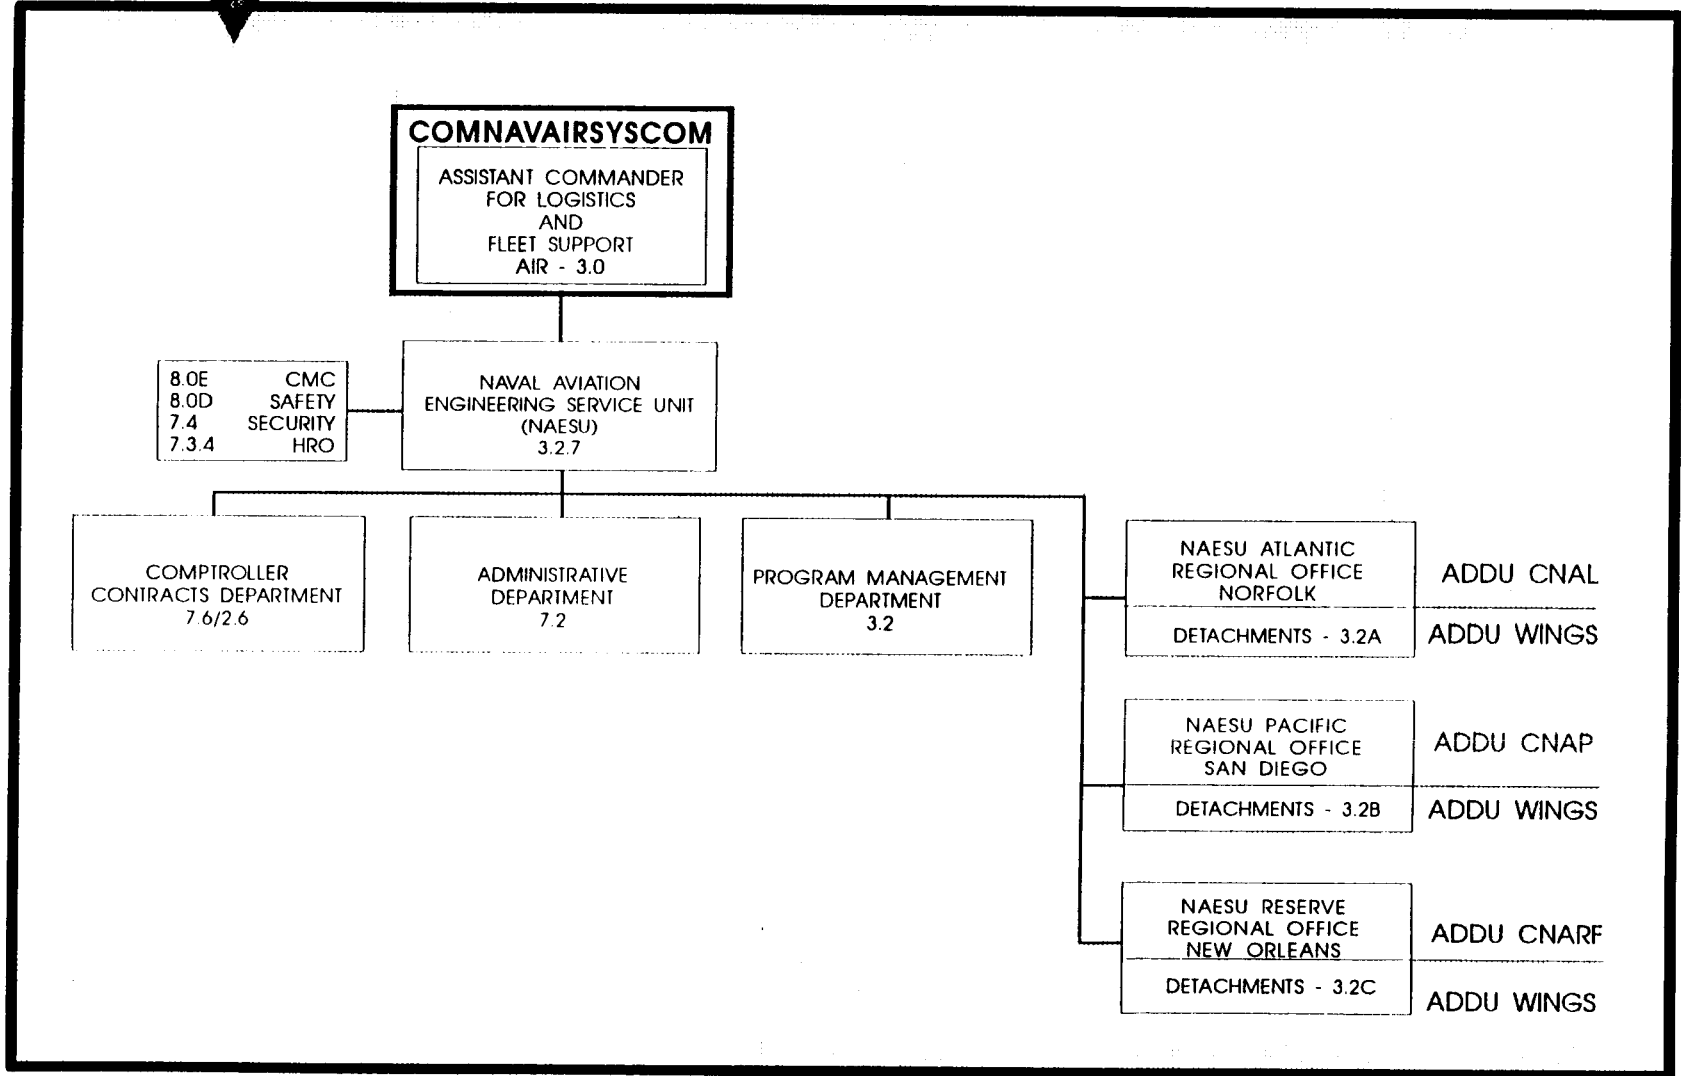 COMNAVAIRSYSCOM
ASSISTANT COMMANDER
FOR LOGISTICS
AND
FLEET SUPPORT
AIR - 3.0
8.0E CMC
8.0D SAFETY
7.4 SECURITY
7.3.4 HRO
NAVAL AVIATION
ENGINEERING SERVICE UNIT
(NAESU)
3.2.7
COMPTROLLER
CONTRACTS DEPARTMENT
7.6/2.6
ADMINISTRATIVE
DEPARTMENT
7.2
PROGRAM MANAGEMENT
DEPARTMENT
3.2
NAESU ATLANTIC
REGIONAL OFFICE
NORFOLK
ADDU CNAL
DETACHMENTS - 3.2A
ADDU WINGS
NAESU PACIFIC
REGIONAL OFFICE
SAN DIEGO
ADDU CNAP
DETACHMENTS - 3.2B
ADDU WINGS
NAESU RESERVE
REGIONAL OFFICE
NEW ORLEANS
ADDU CNARF
DETACHMENTS - 3.2C
ADDU WINGS